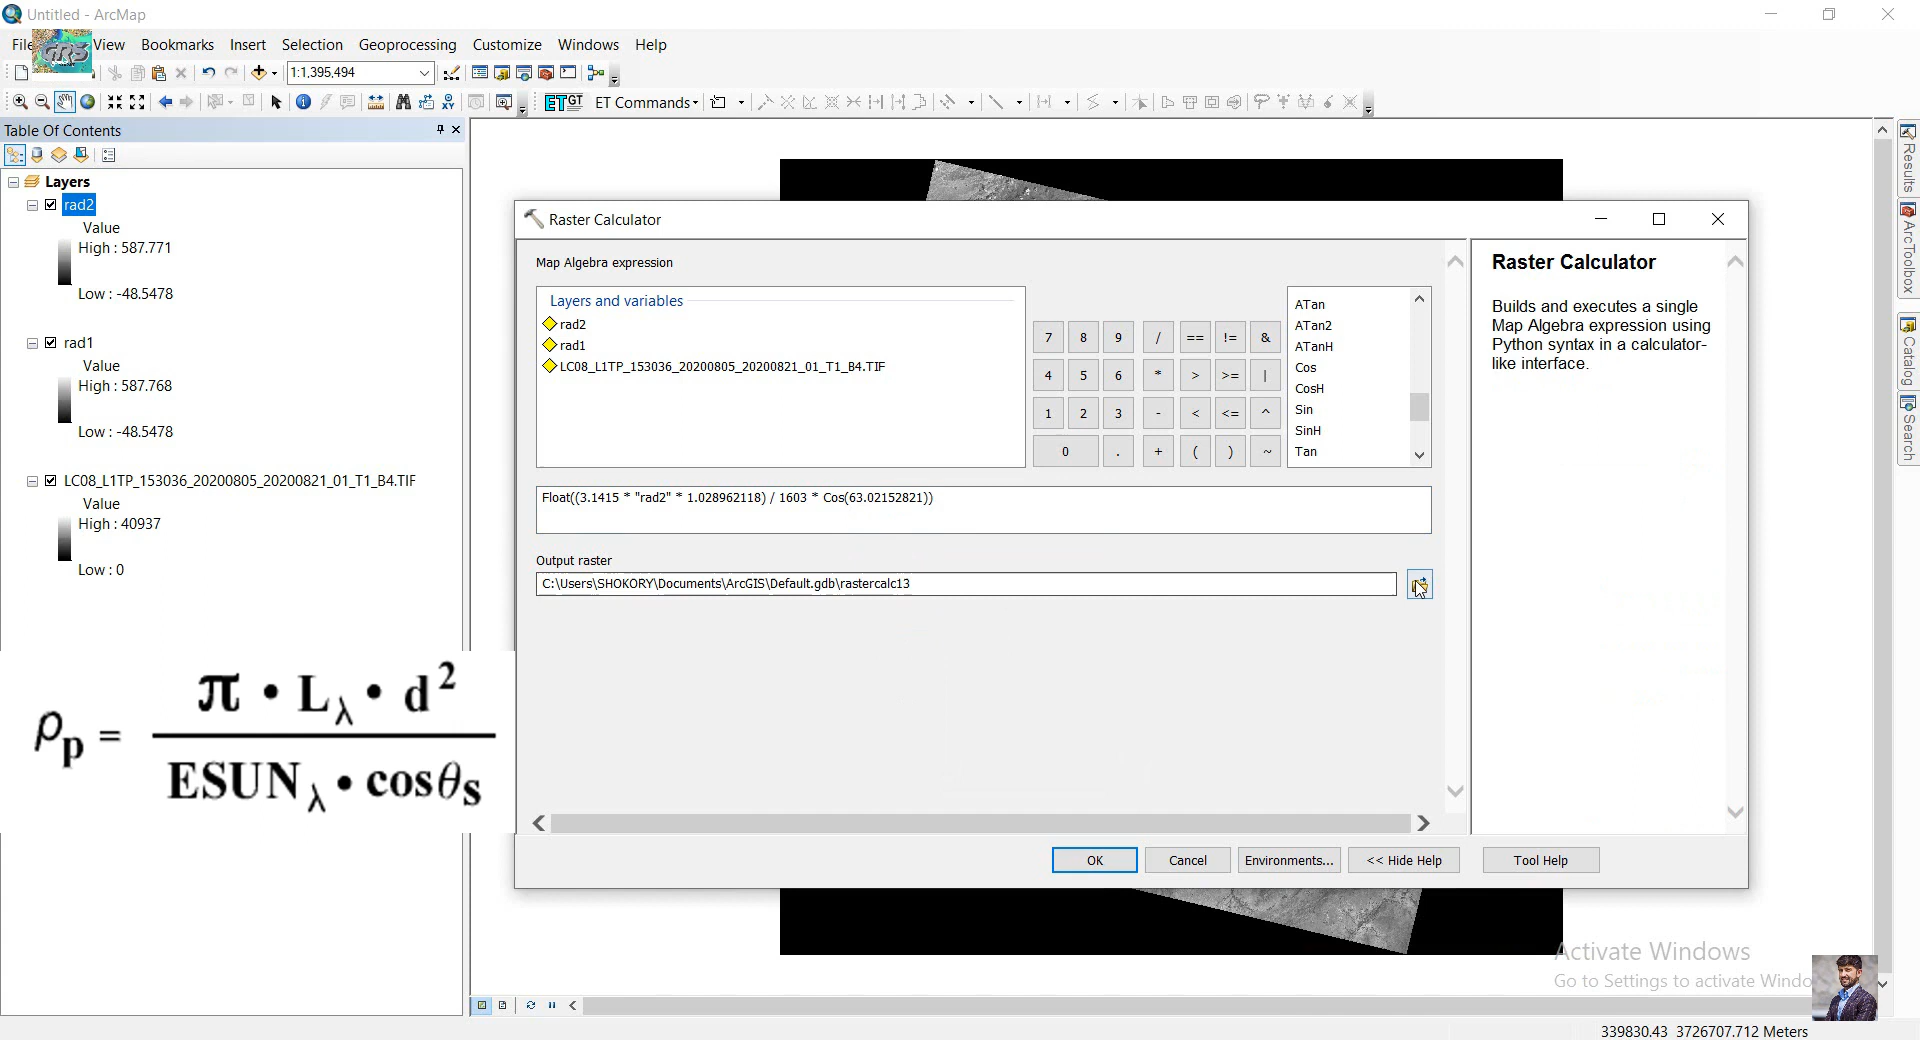 Untitled - ArcMap
View Bookmarks Insert Selection Geoprocessing Customize Windows Help
GRS
1:1,395,494
ET GT ET Commands
Table Of Contents
Layers
rad2
Value
High : 587.771
Low : -48.5478
rad1
Value
High : 587.768
Low : -48.5478
LC08_L1TP_153036_20200805_20200821_01_T1_B4.TIF
Value
High : 40937
Low : 0
ρp = π • Lλ • d2
ESUNλ • cosθs
Raster Calculator
Map Algebra expression
Layers and variables
rad2
rad1
LC08_L1TP_153036_20200805_20200821_01_T1_B4.TIF
7 8 9 / == != &
4 5 6 * > >= |
1 2 3 - < <= ^
0 . + ( ) ~
ATan
ATan2
ATanH
Cos
CosH
Sin
SinH
Tan
Float((3.1415 * "rad2" * 1.028962118) / 1603 * Cos(63.02152821))
Output raster
C:\Users\SHOKORY\Documents\ArcGIS\Default.gdb\rastercalc13
OK Cancel Environments... << Hide Help Tool Help
Raster Calculator
Builds and executes a single
Map Algebra expression using
Python syntax in a calculator-
like interface.
Results
ArcToolbox
Catalog
Search
Activate Windows
Go to Settings to activate Windo
339830.43 3726707.712 Meters